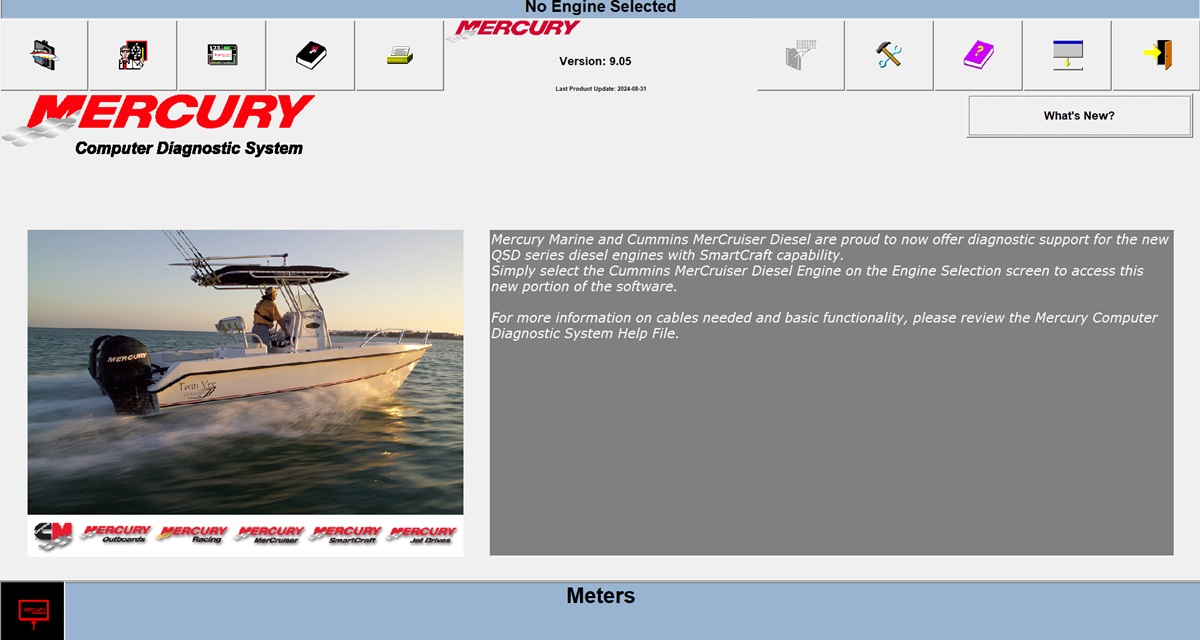 No Engine Selected
MERCURY
Version: 9.05
Last Product Update: 2024-08-31
MERCURY
Computer Diagnostic System
What's New?
Mercury Marine and Cummins MerCruiser Diesel are proud to now offer diagnostic support for the new
QSD series diesel engines with SmartCraft capability.
Simply select the Cummins MerCruiser Diesel Engine on the Engine Selection screen to access this
new portion of the software.
For more information on cables needed and basic functionality, please review the Mercury Computer
Diagnostic System Help File.
MERCURY
Twin Vee
MERCURY Outboards
MERCURY Racing
MERCURY MerCruiser
MERCURY SmartCraft
MERCURY Jet Drives
Meters
MERCURY